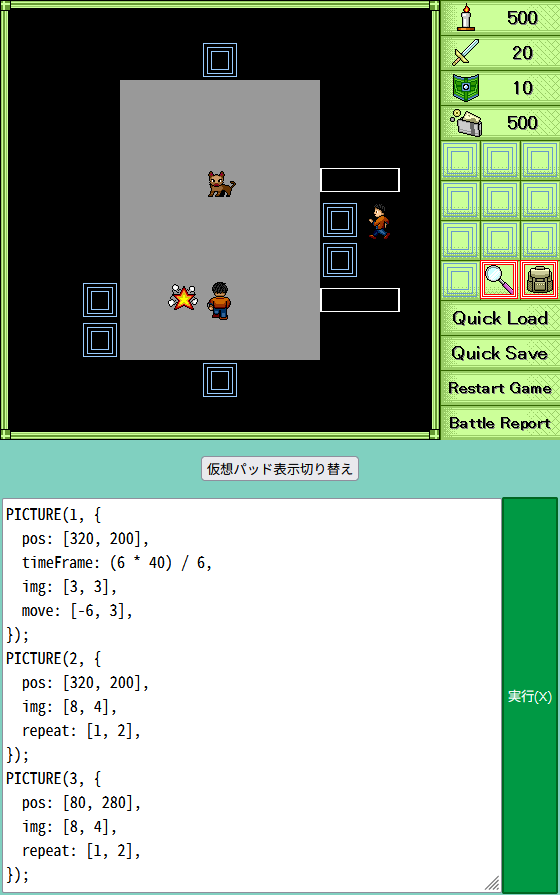 500
20
10
500
Quick Load
Quick Save
Restart Game
Battle Report
仮想パッド表示切り替え
PICTURE(1, {
  pos: [320, 200],
  timeFrame: (6 * 40) / 6,
  img: [3, 3],
  move: [-6, 3],
});
PICTURE(2, {
  pos: [320, 200],
  img: [8, 4],
  repeat: [1, 2],
});
PICTURE(3, {
  pos: [80, 280],
  img: [8, 4],
  repeat: [1, 2],
});
実行(X)